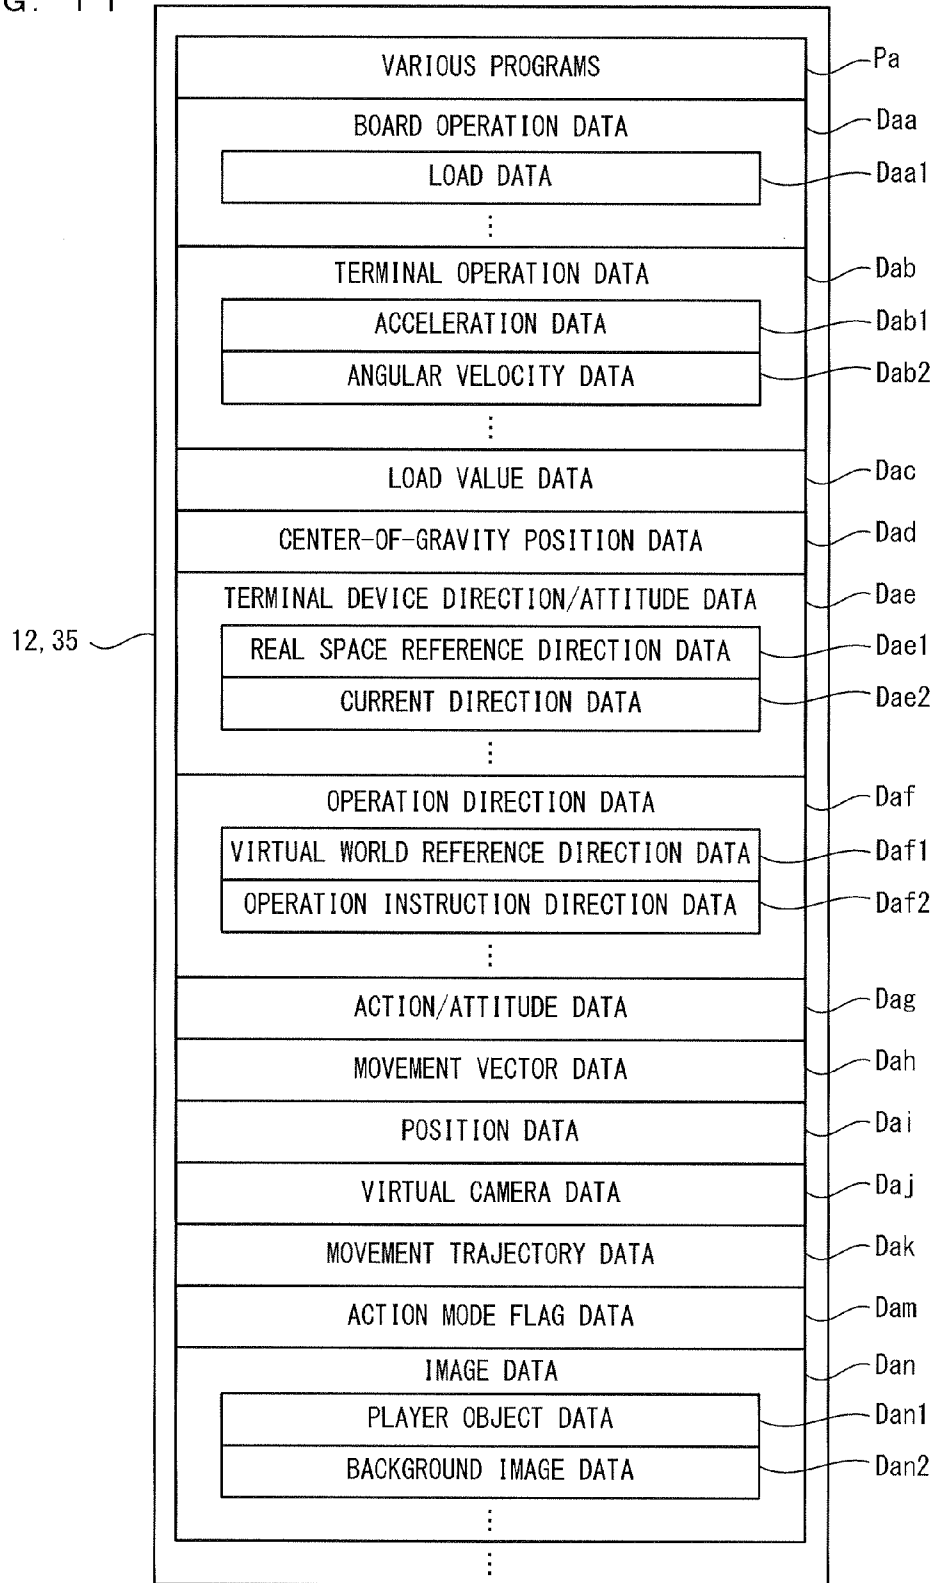 G. 11
VARIOUS PROGRAMS Pa
BOARD OPERATION DATA Daa
LOAD DATA Daa1
TERMINAL OPERATION DATA Dab
ACCELERATION DATA Dab1
ANGULAR VELOCITY DATA Dab2
LOAD VALUE DATA Dac
CENTER-OF-GRAVITY POSITION DATA Dad
TERMINAL DEVICE DIRECTION/ATTITUDE DATA Dae
12, 35 REAL SPACE REFERENCE DIRECTION DATA Dae1
CURRENT DIRECTION DATA Dae2
OPERATION DIRECTION DATA Daf
VIRTUAL WORLD REFERENCE DIRECTION DATA Daf1
OPERATION INSTRUCTION DIRECTION DATA Daf2
ACTION/ATTITUDE DATA Dag
MOVEMENT VECTOR DATA Dah
POSITION DATA Dai
VIRTUAL CAMERA DATA Daj
MOVEMENT TRAJECTORY DATA Dak
ACTION MODE FLAG DATA Dam
IMAGE DATA Dan
PLAYER OBJECT DATA Dan1
BACKGROUND IMAGE DATA Dan2